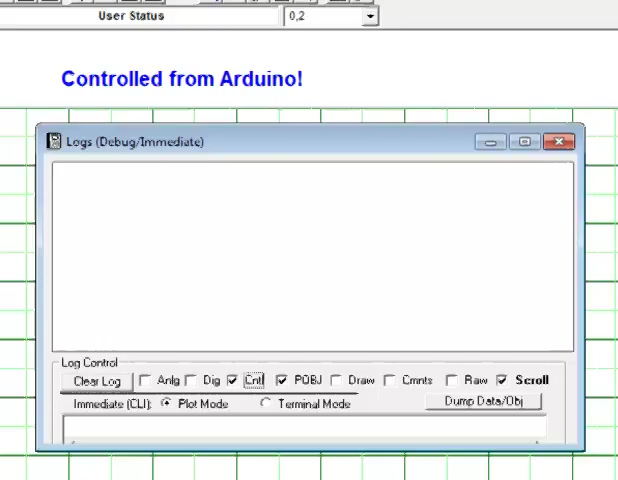 User Status
0,2
Controlled from Arduino!
Logs (Debug/Immediate)
Log Control
Clear Log Anlg Dig Cntl POBJ Draw Cmnts Raw Scroll
Immediate (CLI): Plot Mode Terminal Mode Dump Data/Obj